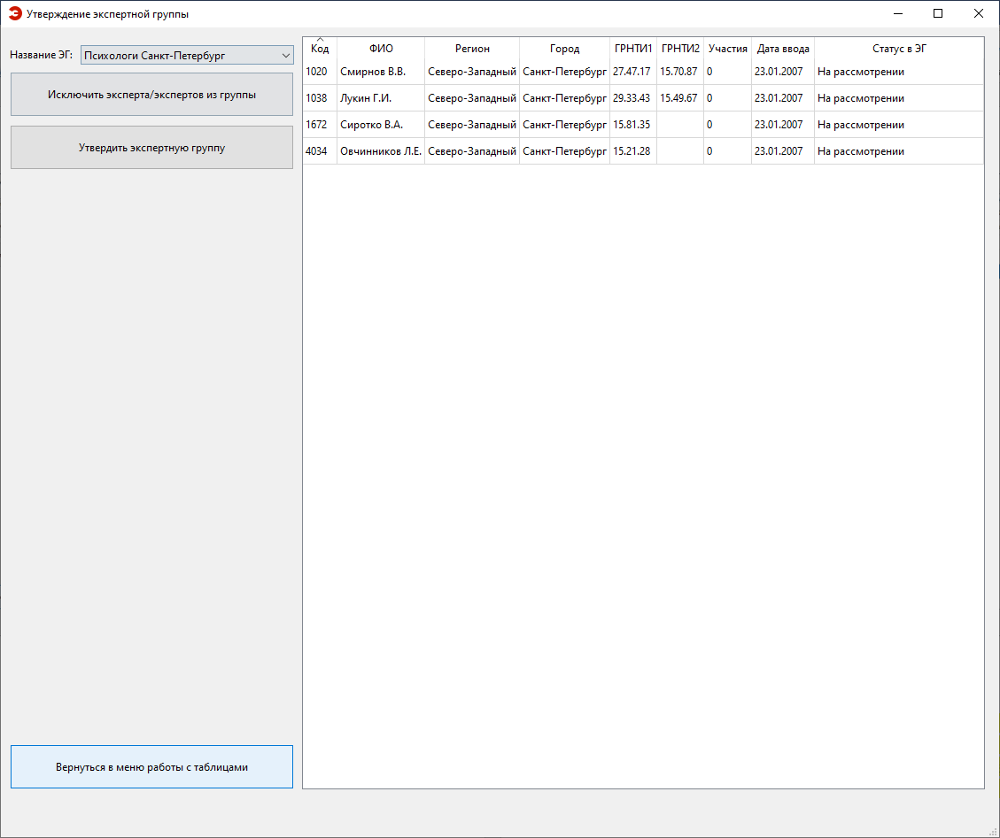 Утверждение экспертной группы
Название ЭГ: Психологи Санкт-Петербург
Исключить эксперта/экспертов из группы
Утвердить экспертную группу
Вернуться в меню работы с таблицами
Код ФИО Регион Город ГРНТИ1 ГРНТИ2 Участия Дата ввода Статус в ЭГ
1020 Смирнов В.В. Северо-Западный Санкт-Петербург 27.47.17 15.70.87 0 23.01.2007 На рассмотрении
1038 Лукин Г.И. Северо-Западный Санкт-Петербург 29.33.43 15.49.67 0 23.01.2007 На рассмотрении
1672 Сиротко В.А. Северо-Западный Санкт-Петербург 15.81.35 0 23.01.2007 На рассмотрении
4034 Овчинников Л.Е. Северо-Западный Санкт-Петербург 15.21.28 0 23.01.2007 На рассмотрении